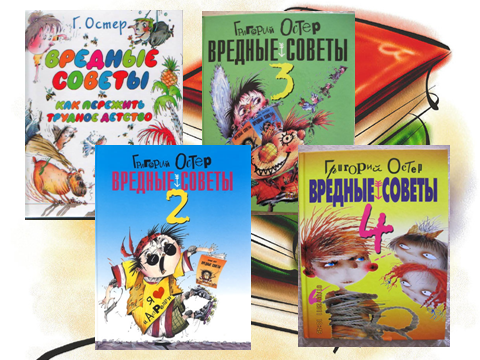 Г. Остер
ВРЕДНЫЕ
СОВЕТЫ
КАК ПЕРЕЖИТЬ
ТРУДНОЕ ДЕТСТВО
Григорий Остер
ВРЕДНЫЕ СОВЕТЫ
3
Григорий Остер
ВРЕДНЫЕ СОВЕТЫ
2
Я
Григорий Остер
ВРЕДНЫЕ СОВЕТЫ
4